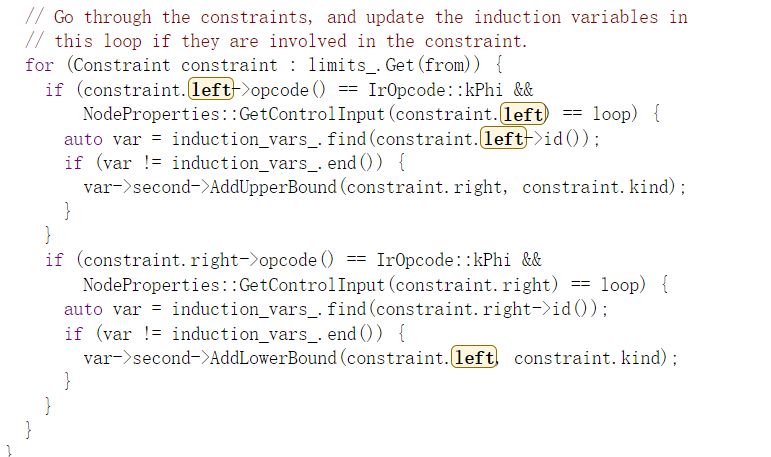 // Go through the constraints, and update the induction variables in
// this loop if they are involved in the constraint.
for (Constraint constraint : limits_.Get(from)) {
if (constraint.left->opcode() == IrOpcode::kPhi &&
NodeProperties::GetControlInput(constraint.left) == loop) {
auto var = induction_vars_.find(constraint.left->id());
if (var != induction_vars_.end()) {
var->second->AddUpperBound(constraint.right, constraint.kind);
}
}
if (constraint.right->opcode() == IrOpcode::kPhi &&
NodeProperties::GetControlInput(constraint.right) == loop) {
auto var = induction_vars_.find(constraint.right->id());
if (var != induction_vars_.end()) {
var->second->AddLowerBound(constraint.left, constraint.kind);
}
}
}
}